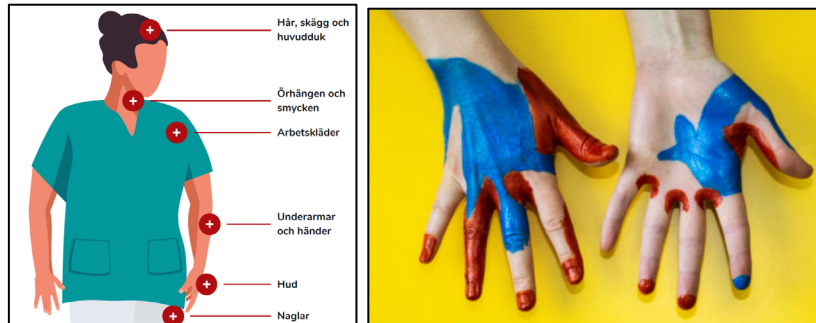 Hår, skägg och
huvudduk
Örhängen och
smycken
Arbetskläder
Underarmar
och händer
Hud
Naglar